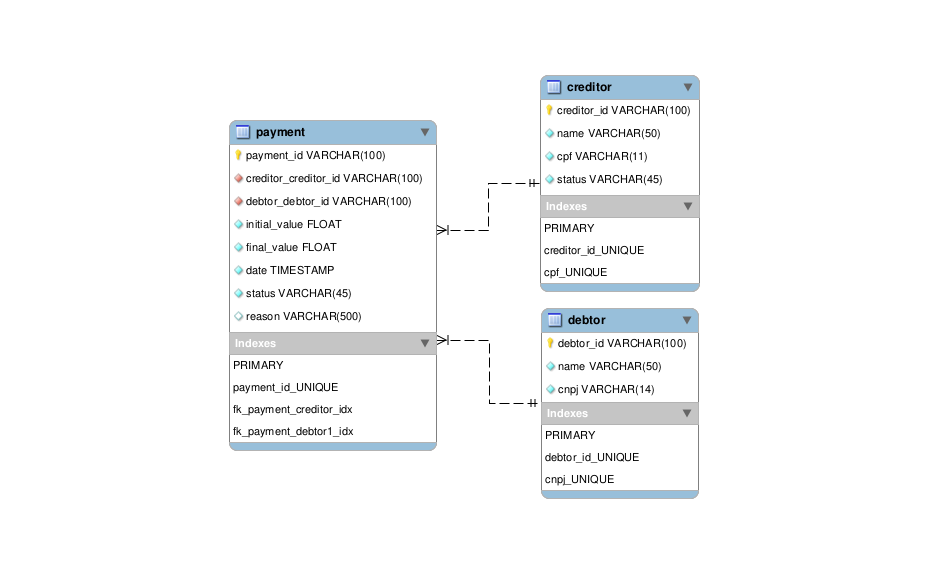 payment
payment_id VARCHAR(100)
creditor_creditor_id VARCHAR(100)
debtor_debtor_id VARCHAR(100)
initial_value FLOAT
final_value FLOAT
date TIMESTAMP
status VARCHAR(45)
reason VARCHAR(500)
Indexes
PRIMARY
payment_id_UNIQUE
fk_payment_creditor_idx
fk_payment_debtor1_idx
creditor
creditor_id VARCHAR(100)
name VARCHAR(50)
cpf VARCHAR(11)
status VARCHAR(45)
Indexes
PRIMARY
creditor_id_UNIQUE
cpf_UNIQUE
debtor
debtor_id VARCHAR(100)
name VARCHAR(50)
cnpj VARCHAR(14)
Indexes
PRIMARY
debtor_id_UNIQUE
cnpj_UNIQUE